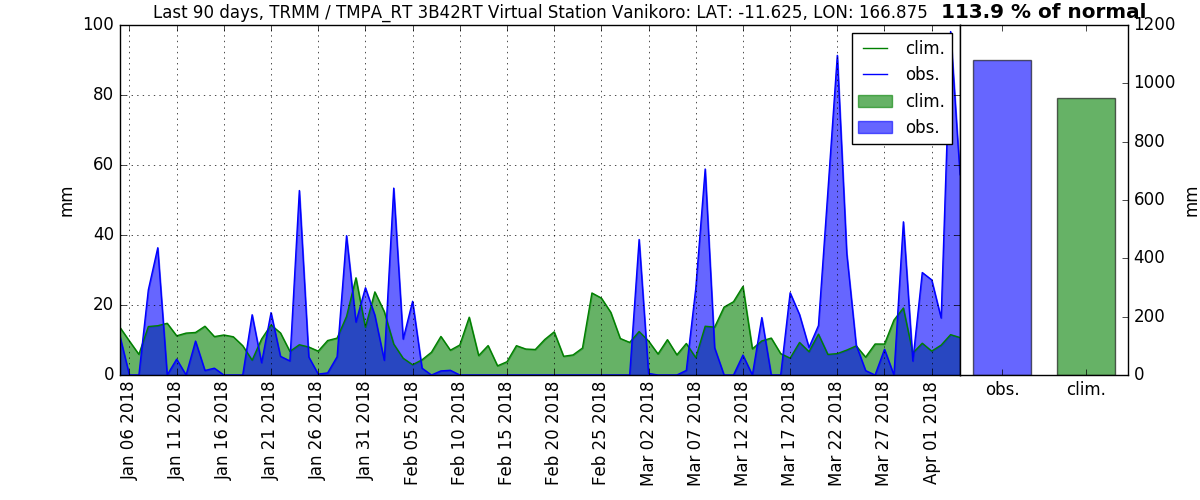 Last 90 days, TRMM / TMPA_RT 3B42RT Virtual Station Vanikoro: LAT: -11.625, LON: 166.875 113.9 % of normal
100
80
60
40
20
0
mm
clim.
obs.
clim.
obs.
1200
1000
800
600
400
200
0
mm
obs. clim.
Jan 06 2018
Jan 11 2018
Jan 16 2018
Jan 21 2018
Jan 26 2018
Jan 31 2018
Feb 05 2018
Feb 10 2018
Feb 15 2018
Feb 20 2018
Feb 25 2018
Mar 02 2018
Mar 07 2018
Mar 12 2018
Mar 17 2018
Mar 22 2018
Mar 27 2018
Apr 01 2018